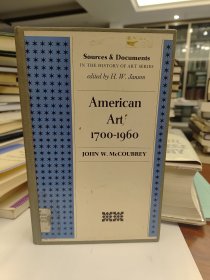 Sources & Documents
IN THE HISTORY OF ART SERIES
edited by H. W. Janson
American
Art
1700-1960
JOHN W. McCOUBREY